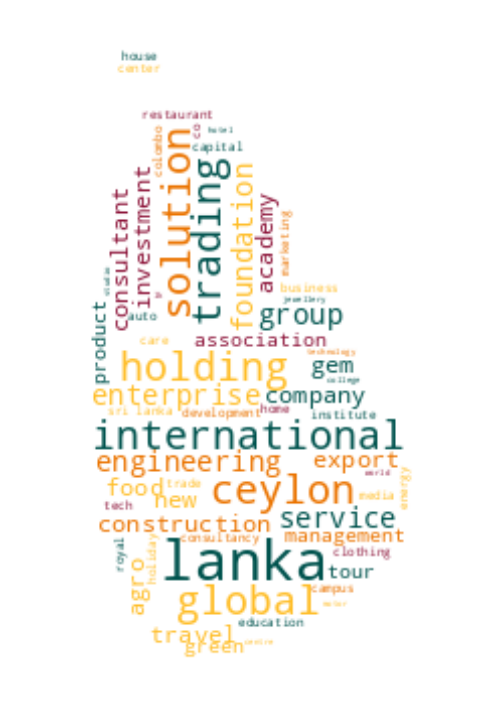 house
center
restaurant
colombo
co
hotel
capital
solution
trading
consultant
investment
foundation
academy
marketing
business
jewellery
auto
product
group
association
care
technology
holding
gem
college
enterprise
company
sri lanka
development
home
institute
international
engineering
export
world
food
trade
ceylon
media
energy
new
tech
construction
service
consultancy
management
royal
holiday
lanka
clothing
tour
agro
campus
global
motor
education
travel
green
centre